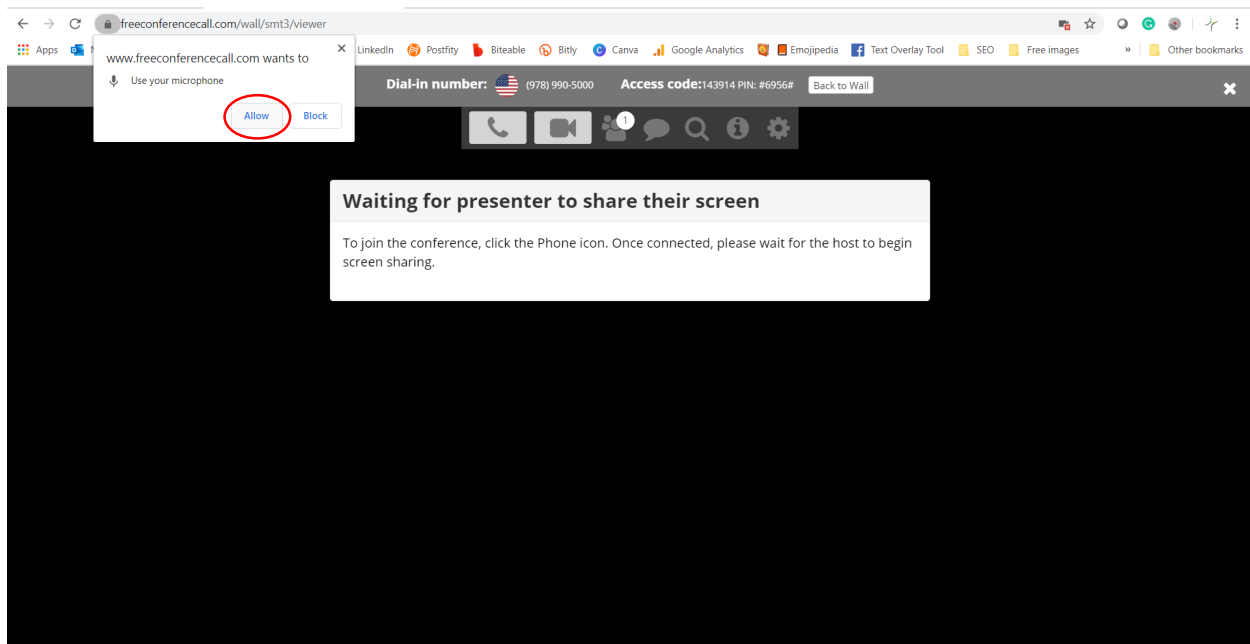 freeconferencecall.com/wall/smt3/viewer
Apps LinkedIn Postfity Biteable Bitly Canva Google Analytics Emojipedia Text Overlay Tool SEO Free images » Other bookmarks
www.freeconferencecall.com wants to
Use your microphone
Allow Block
Dial-in number: (978) 990-5000 Access code:143914 PIN: #6956# Back to Wall
1
Waiting for presenter to share their screen
To join the conference, click the Phone icon. Once connected, please wait for the host to begin
screen sharing.